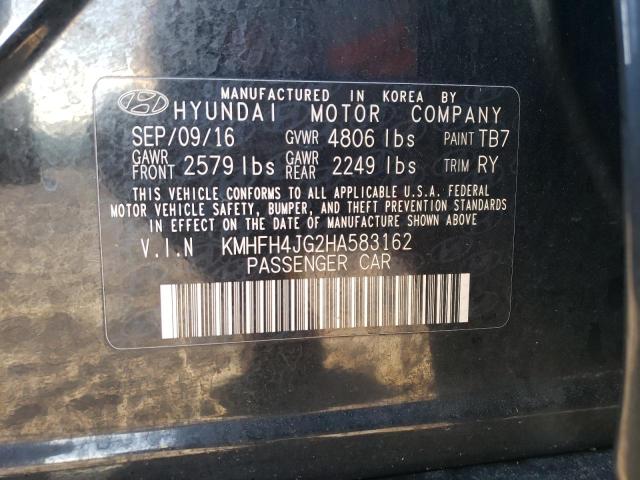 MANUFACTURED IN KOREA BY
HYUNDAI MOTOR COMPANY
SEP/09/16 GVWR 4806 lbs PAINT TB7
GAWR FRONT 2579 lbs GAWR REAR 2249 lbs TRIM RY
THIS VEHICLE CONFORMS TO ALL APPLICABLE U.S.A. FEDERAL
MOTOR VEHICLE SAFETY, BUMPER, AND THEFT PREVENTION STANDARDS
IN EFFECT ON THE DATE OF MANUFACTURE SHOWN ABOVE
V.I.N KMHFH4JG2HA583162
PASSENGER CAR